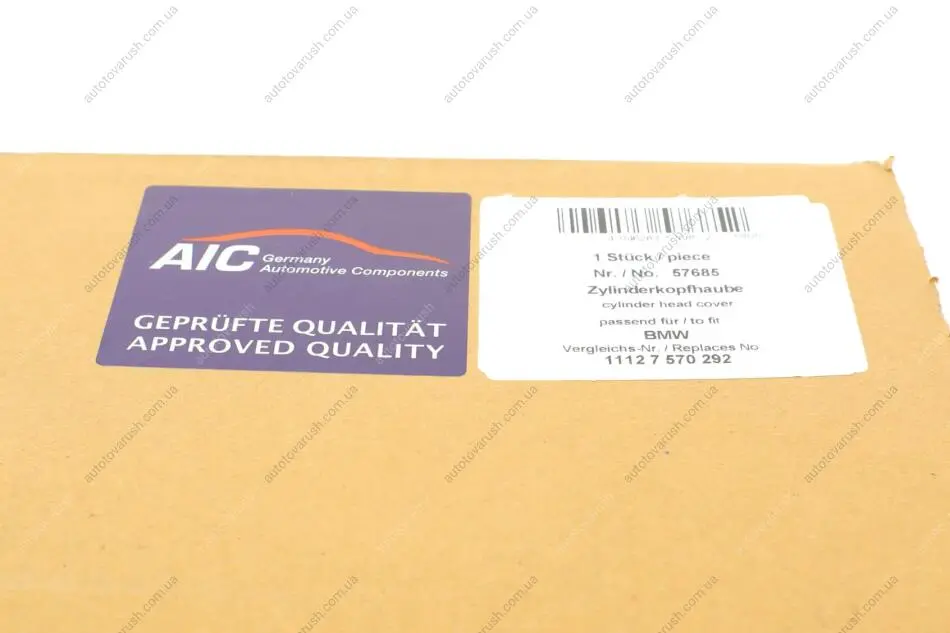 AIC Germany
Automotive Components
GEPRÜFTE QUALITÄT
APPROVED QUALITY
1 Stück / piece
Nr. / No. 57685
Zylinderkopfhaube
cylinder head cover
passend für / to fit
BMW
Vergleichs-Nr. / Replaces No
1112 7 570 292
autotovarush.com.ua